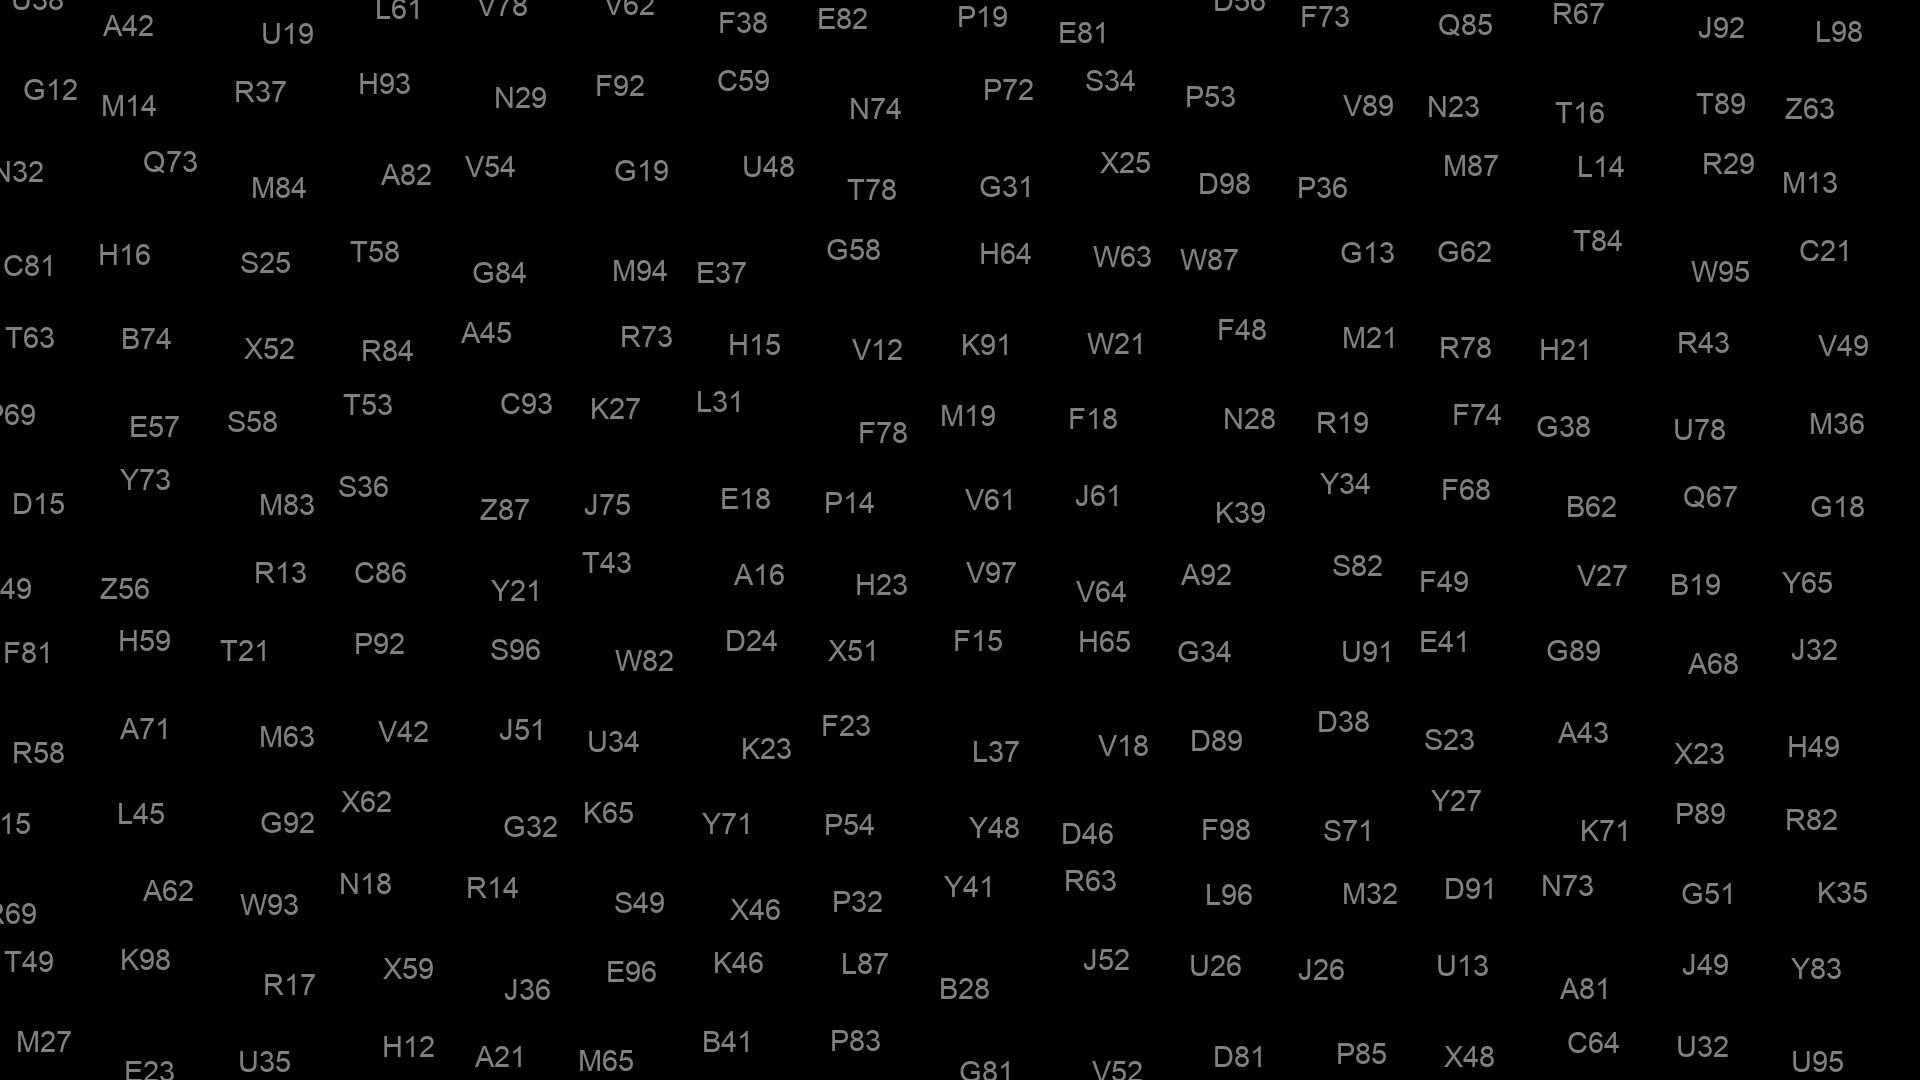 A42 U19 L61 V78 V62 F38 E82 P19 E81 D56 F73 Q85 R67 J92 L98
G12 M14 R37 H93 N29 F92 C59 N74 P72 S34 P53 V89 N23 T16 T89 Z63
N32 Q73 M84 A82 V54 G19 U48 T78 G31 X25 D98 P36 M87 L14 R29 M13
C81 H16 S25 T58 G84 M94 E37 G58 H64 W63 W87 G13 G62 T84 W95 C21
T63 B74 X52 R84 A45 R73 H15 V12 K91 W21 F48 M21 R78 H21 R43 V49
69 E57 S58 T53 C93 K27 L31 F78 M19 F18 N28 R19 F74 G38 U78 M36
D15 Y73 M83 S36 Z87 J75 E18 P14 V61 J61 K39 Y34 F68 B62 Q67 G18
49 Z56 R13 C86 Y21 T43 A16 H23 V97 V64 A92 S82 F49 V27 B19 Y65
F81 H59 T21 P92 S96 W82 D24 X51 F15 H65 G34 U91 E41 G89 A68 J32
R58 A71 M63 V42 J51 U34 K23 F23 L37 V18 D89 D38 S23 A43 X23 H49
15 L45 G92 X62 G32 K65 Y71 P54 Y48 D46 F98 S71 Y27 K71 P89 R82
R69 A62 W93 N18 R14 S49 X46 P32 Y41 R63 L96 M32 D91 N73 G51 K35
T49 K98 R17 X59 J36 E96 K46 L87 B28 J52 U26 J26 U13 A81 J49 Y83
M27 E23 U35 H12 A21 M65 B41 P83 G81 V52 D81 P85 X48 C64 U32 U95